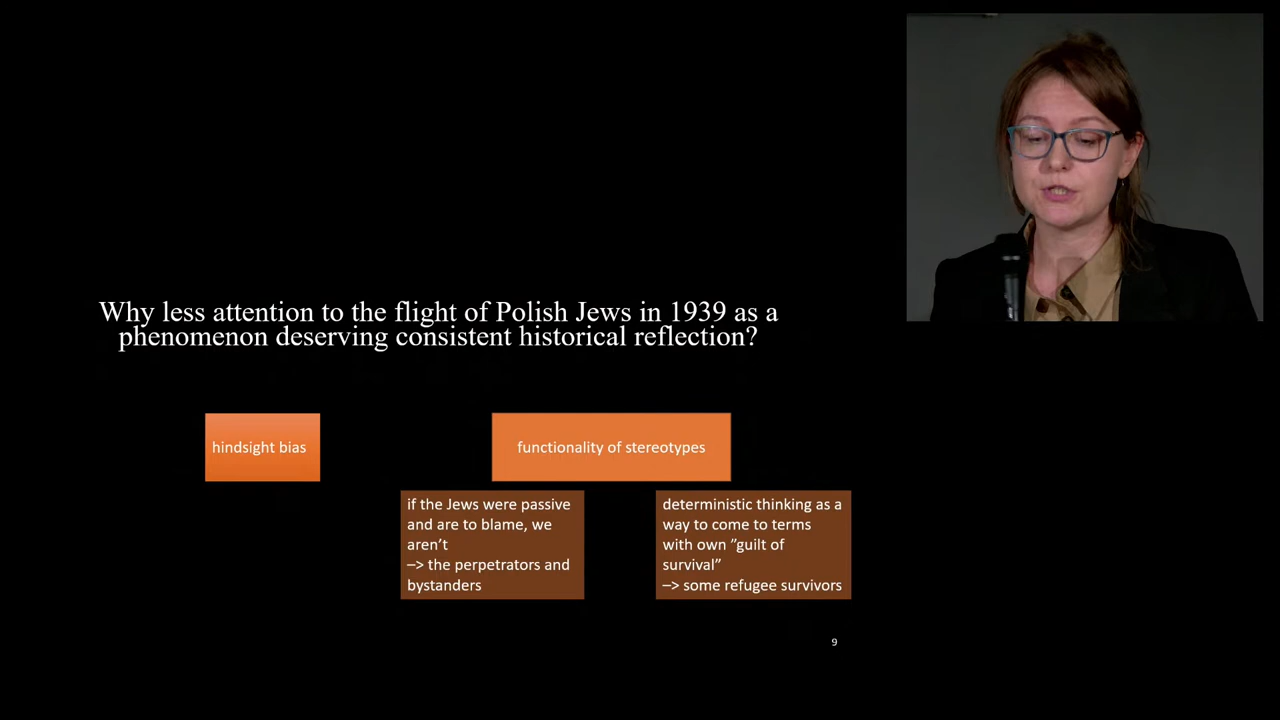 Why less attention to the flight of Polish Jews in 1939 as a
phenomenon deserving consistent historical reflection?
hindsight bias
functionality of stereotypes
if the Jews were passive
and are to blame, we
aren’t
–> the perpetrators and
bystanders
deterministic thinking as a
way to come to terms
with own ”guilt of
survival”
–> some refugee survivors
9